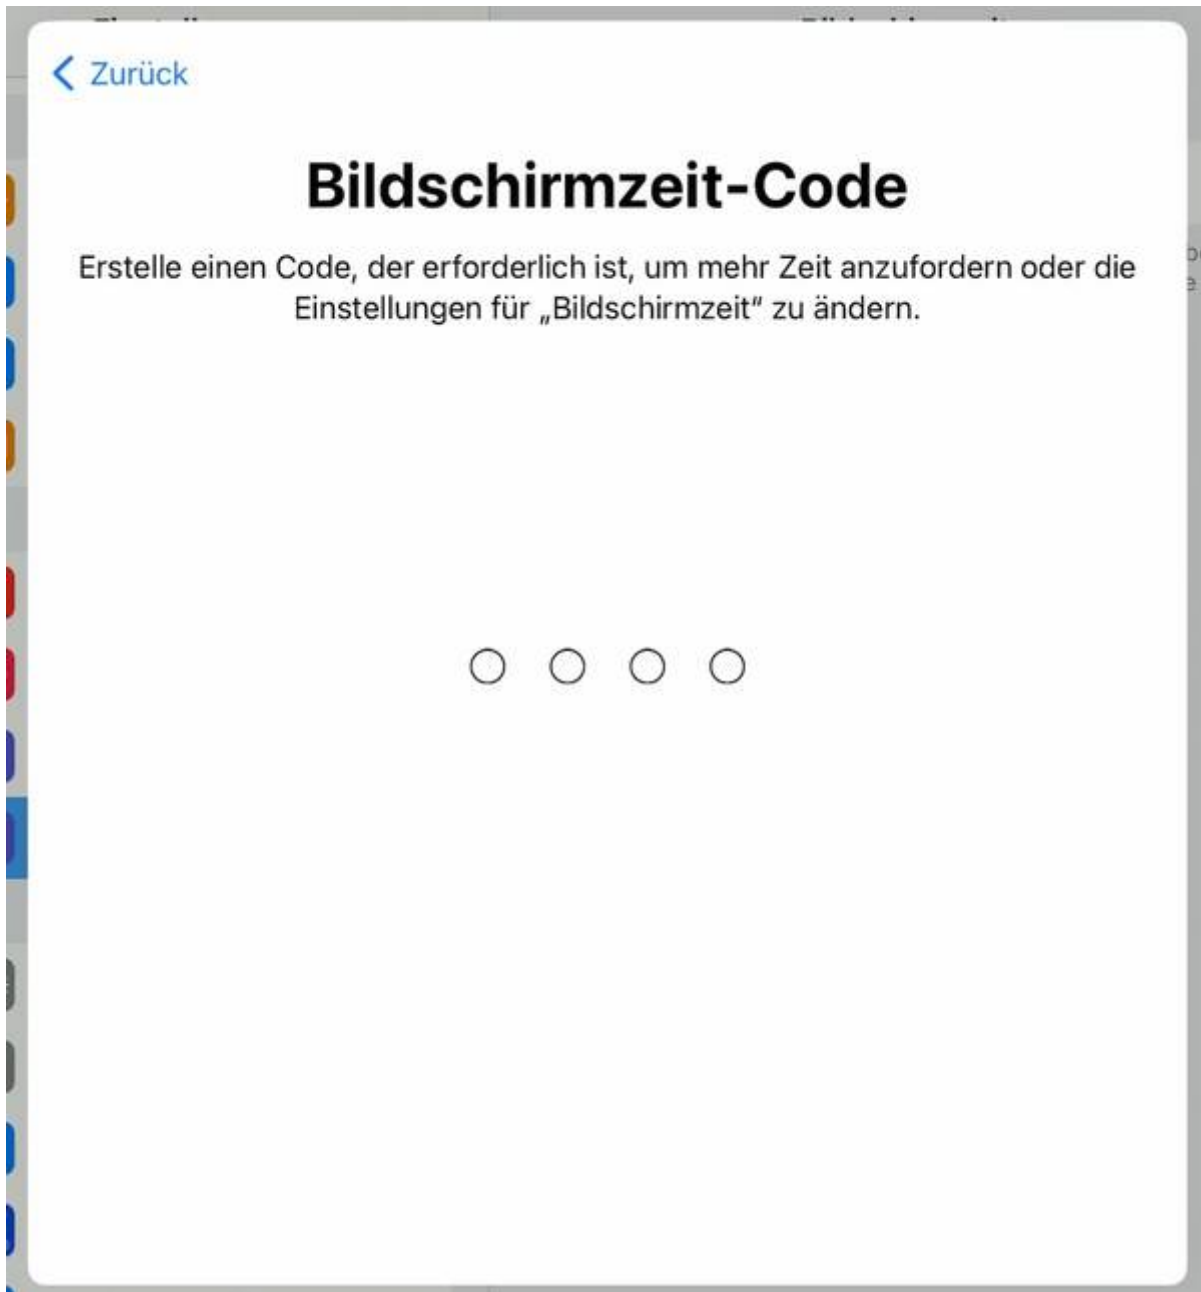 Zurück
Bildschirmzeit-Code
Erstelle einen Code, der erforderlich ist, um mehr Zeit anzufordern oder die
Einstellungen für „Bildschirmzeit“ zu ändern.